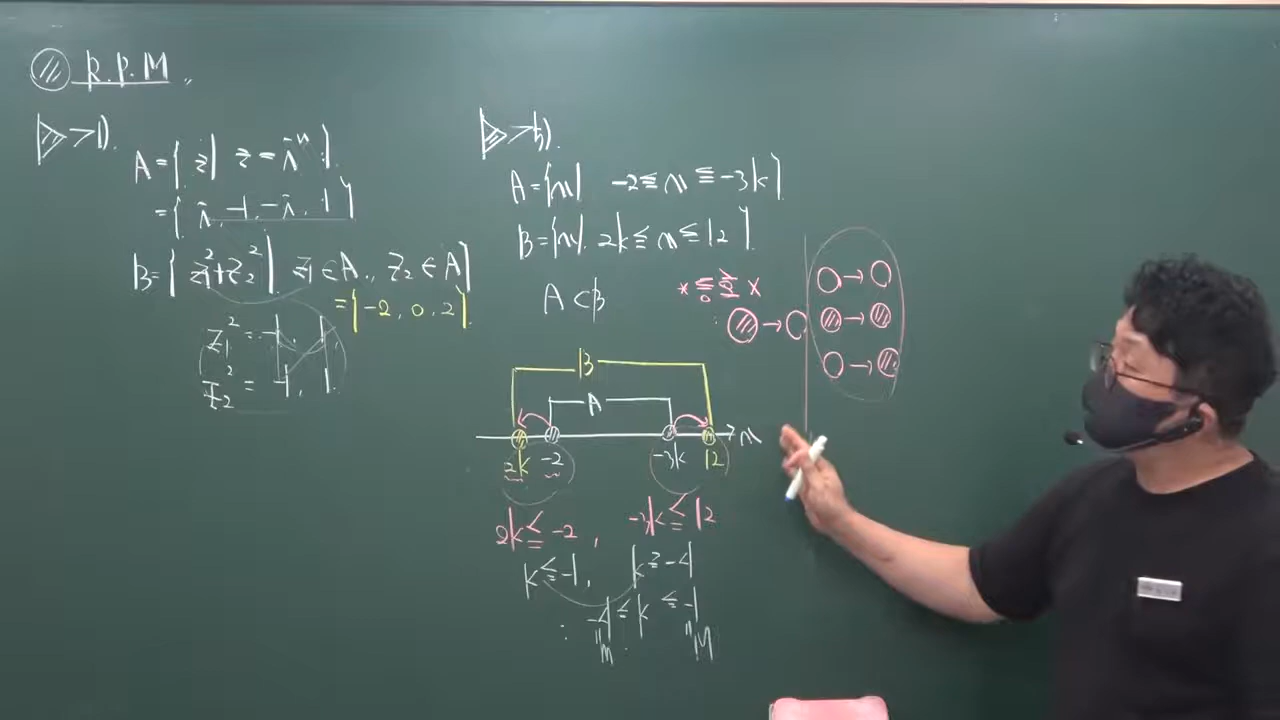 R.P.M
>1).
A={z| z=iⁿ}.
={i, -1, -i, 1}
B={z₁²+z₂²| z₁∈A., z₂∈A}
={-2, 0, 2}.
z₁² = -1, 1.
z₂² = -1, 1.
A={x| -2≦x≦-3k}
B={x| 2k≦x≦12}.
A⊂B
B
A
x
2k -2
-3k 12
2k≦-2, -3k≦12
k≦-1, k≧-4
∴ -4≦k≦-1
m M